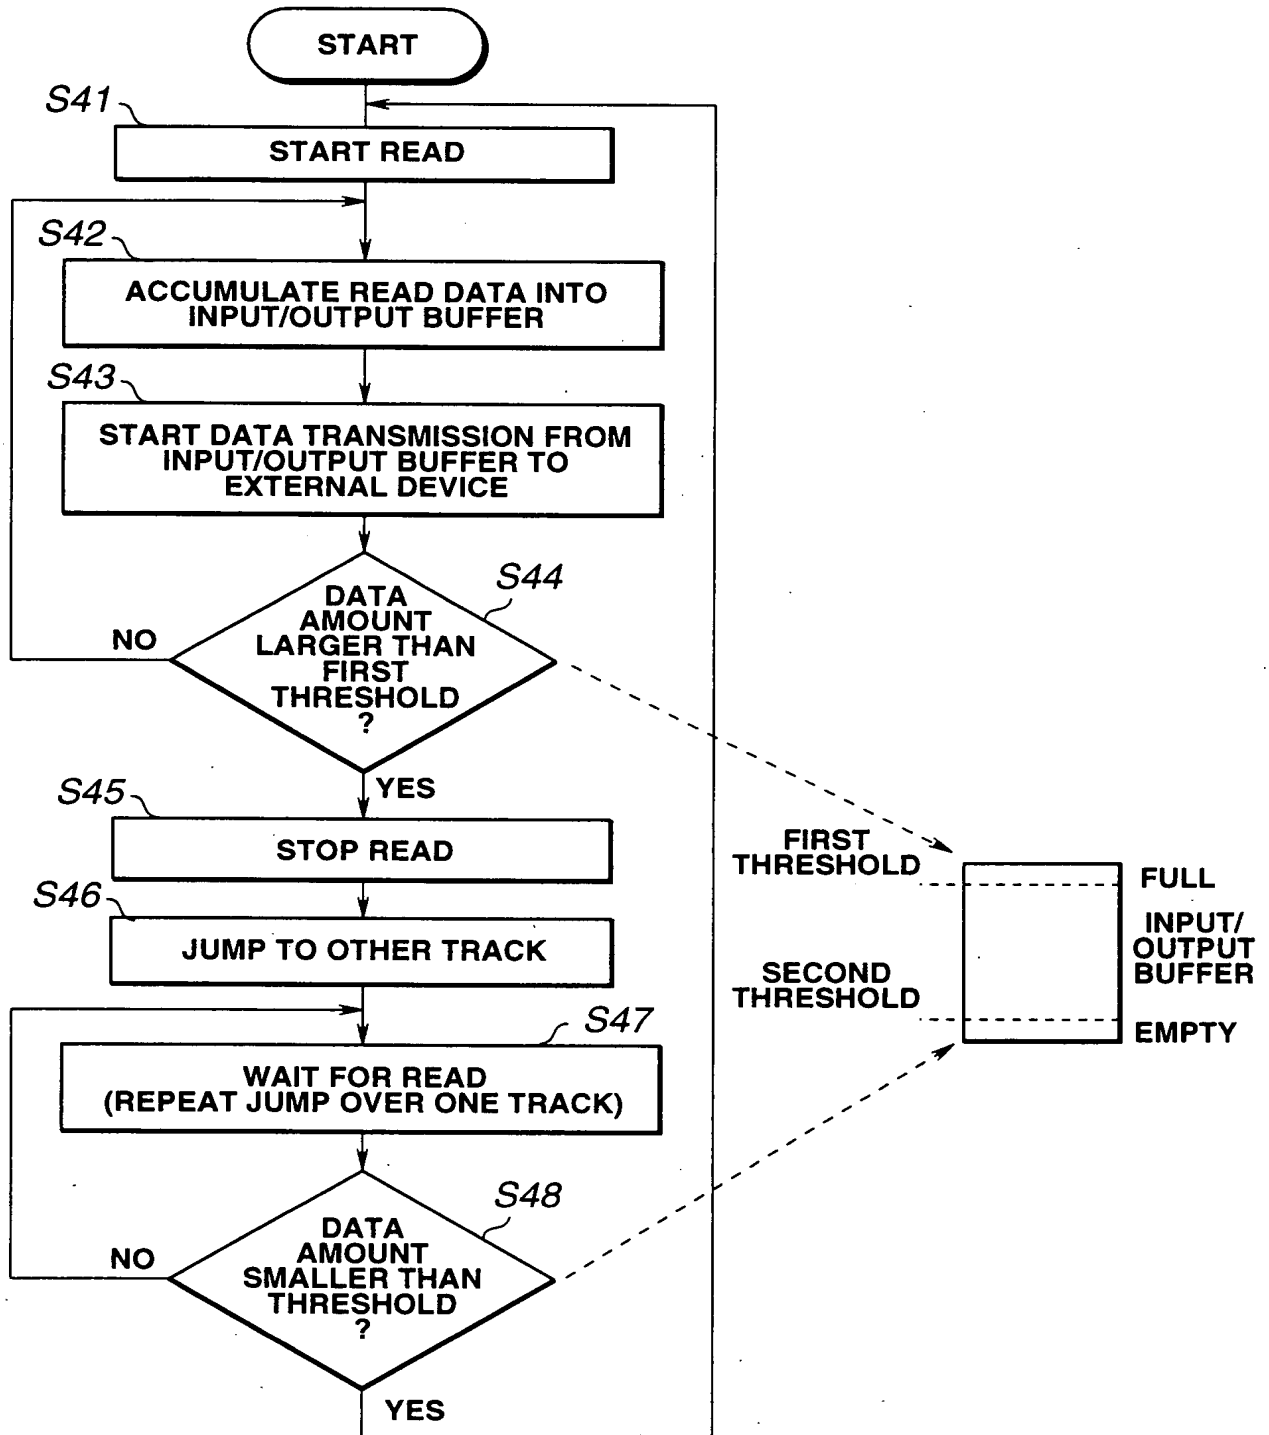 START
S41
START READ
S42
ACCUMULATE READ DATA INTO
INPUT/OUTPUT BUFFER
S43
START DATA TRANSMISSION FROM
INPUT/OUTPUT BUFFER TO
EXTERNAL DEVICE
S44
DATA
AMOUNT
LARGER THAN
FIRST
THRESHOLD
?
NO
YES
S45
STOP READ
S46
JUMP TO OTHER TRACK
S47
WAIT FOR READ
(REPEAT JUMP OVER ONE TRACK)
S48
DATA
AMOUNT
SMALLER THAN
THRESHOLD
?
NO
YES
FIRST
THRESHOLD
FULL
INPUT/
OUTPUT
BUFFER
SECOND
THRESHOLD
EMPTY